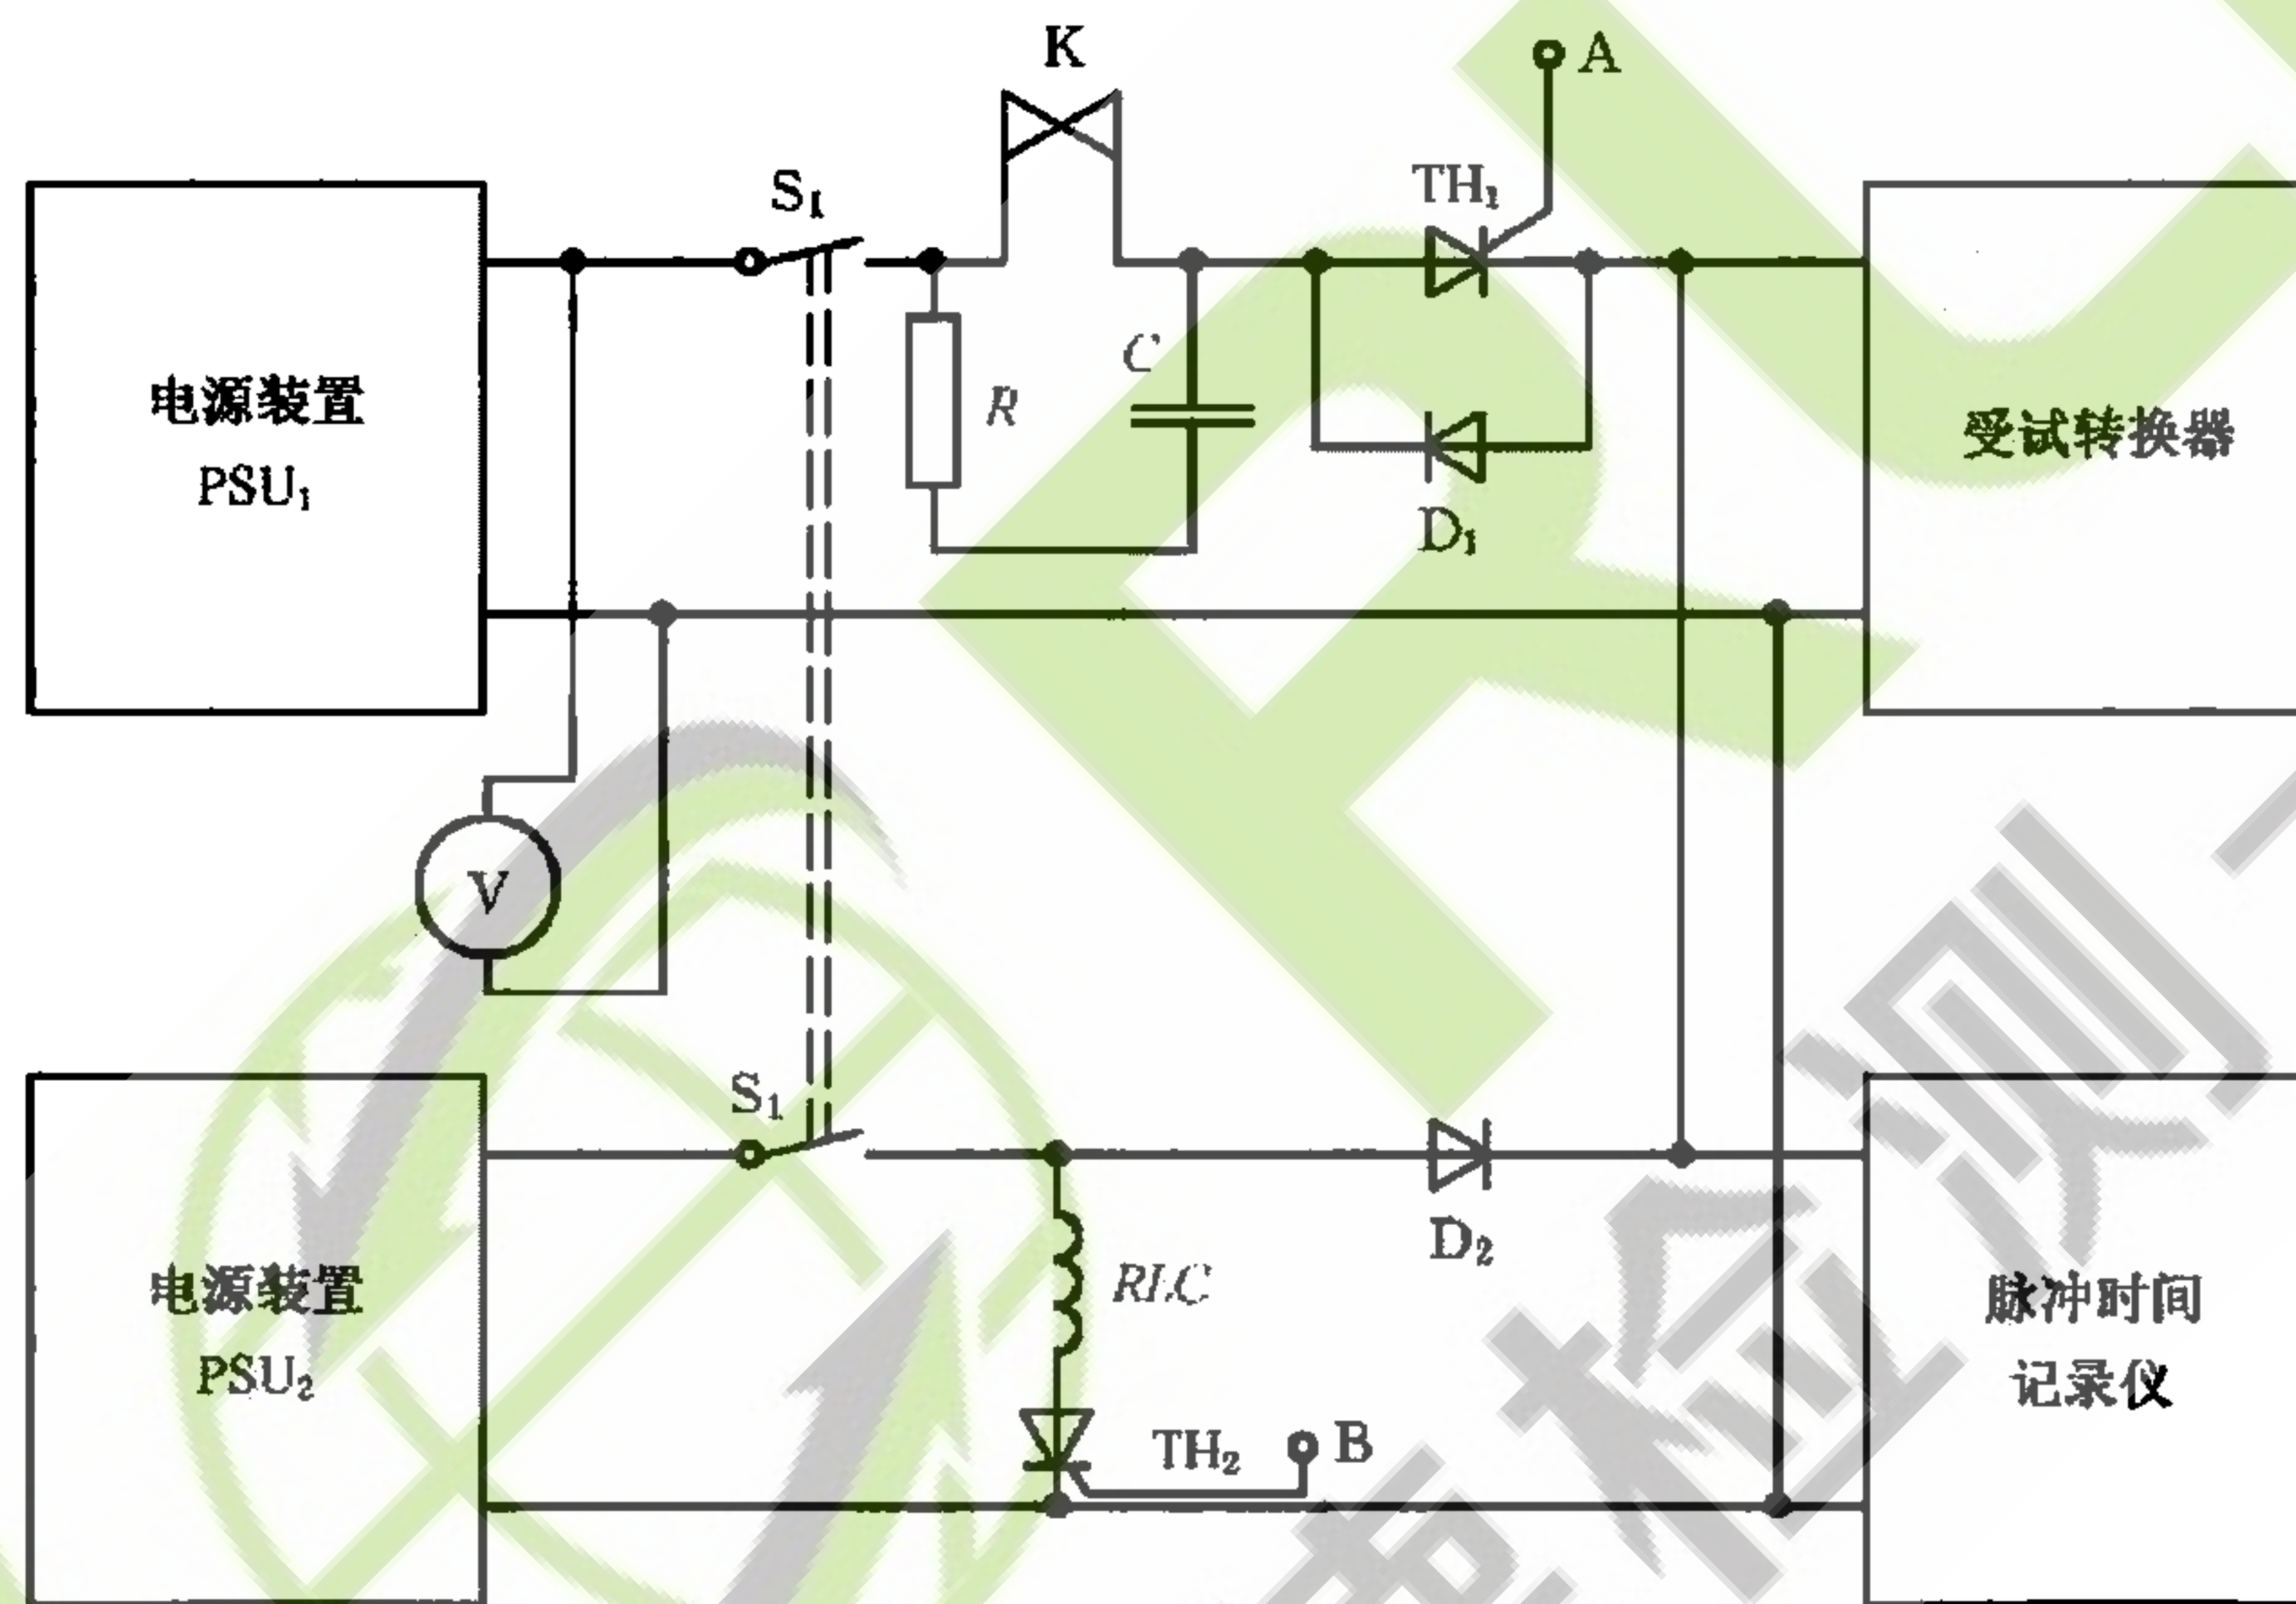 K
A
S₁
TH₁
电源装置
PSU₁
R
C
D₁
受试转换器
V
S₁
D₂
电源装置
PSU₂
RLC
TH₂
B
脉冲时间
记录仪